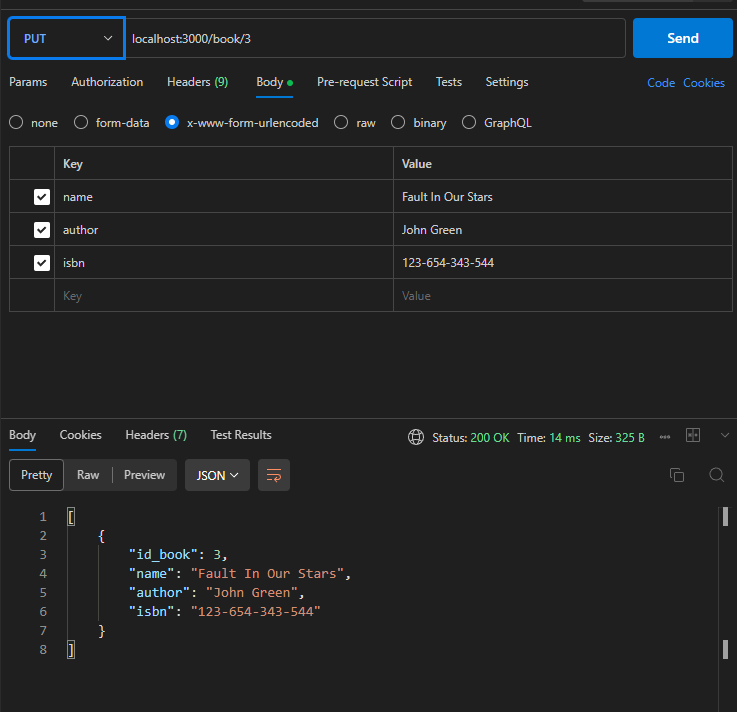 PUT localhost:3000/book/3 Send
Params Authorization Headers (9) Body Pre-request Script Tests Settings Code Cookies
none form-data x-www-form-urlencoded raw binary GraphQL
Key Value
name Fault In Our Stars
author John Green
isbn 123-654-343-544
Key Value
Body Cookies Headers (7) Test Results Status: 200 OK Time: 14 ms Size: 325 B
Pretty Raw Preview JSON
1 [
2 {
3 "id_book": 3,
4 "name": "Fault In Our Stars",
5 "author": "John Green",
6 "isbn": "123-654-343-544"
7 }
8 ]